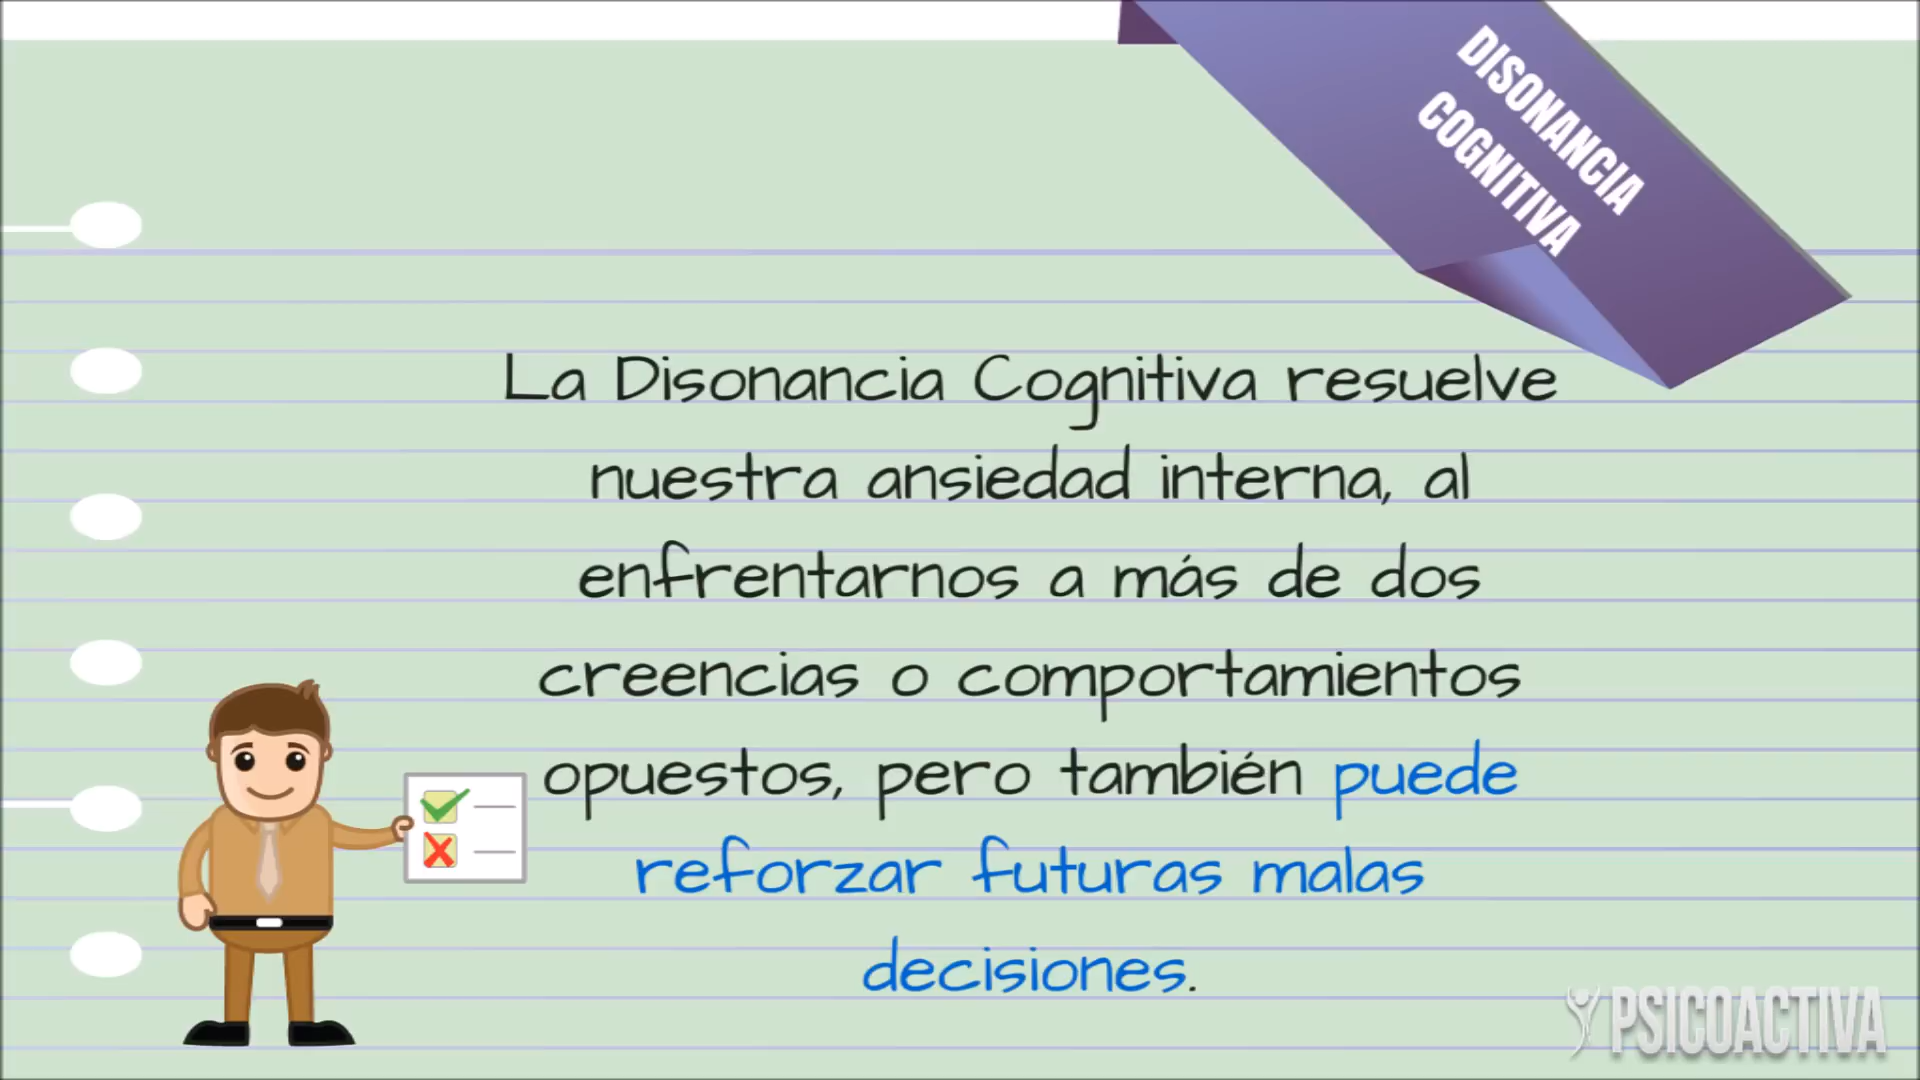 DISONANCIA
COGNITIVA
La Disonancia Cognitiva resuelve
nuestra ansiedad interna, al
enfrentarnos a más de dos
creencias o comportamientos
opuestos, pero también puede
reforzar futuras malas
decisiones.
PSICOACTIVA